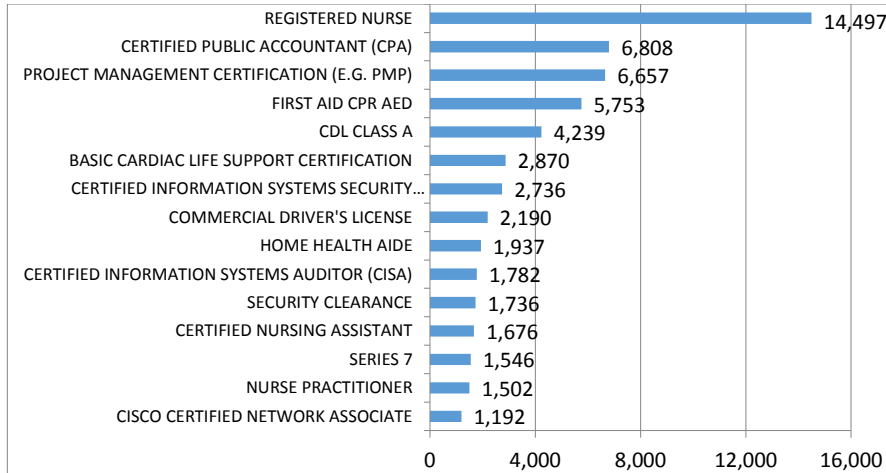 REGISTERED NURSE 14,497
CERTIFIED PUBLIC ACCOUNTANT (CPA) 6,808
PROJECT MANAGEMENT CERTIFICATION (E.G. PMP) 6,657
FIRST AID CPR AED 5,753
CDL CLASS A 4,239
BASIC CARDIAC LIFE SUPPORT CERTIFICATION 2,870
CERTIFIED INFORMATION SYSTEMS SECURITY… 2,736
COMMERCIAL DRIVER'S LICENSE 2,190
HOME HEALTH AIDE 1,937
CERTIFIED INFORMATION SYSTEMS AUDITOR (CISA) 1,782
SECURITY CLEARANCE 1,736
CERTIFIED NURSING ASSISTANT 1,676
SERIES 7 1,546
NURSE PRACTITIONER 1,502
CISCO CERTIFIED NETWORK ASSOCIATE 1,192
0 4,000 8,000 12,000 16,000